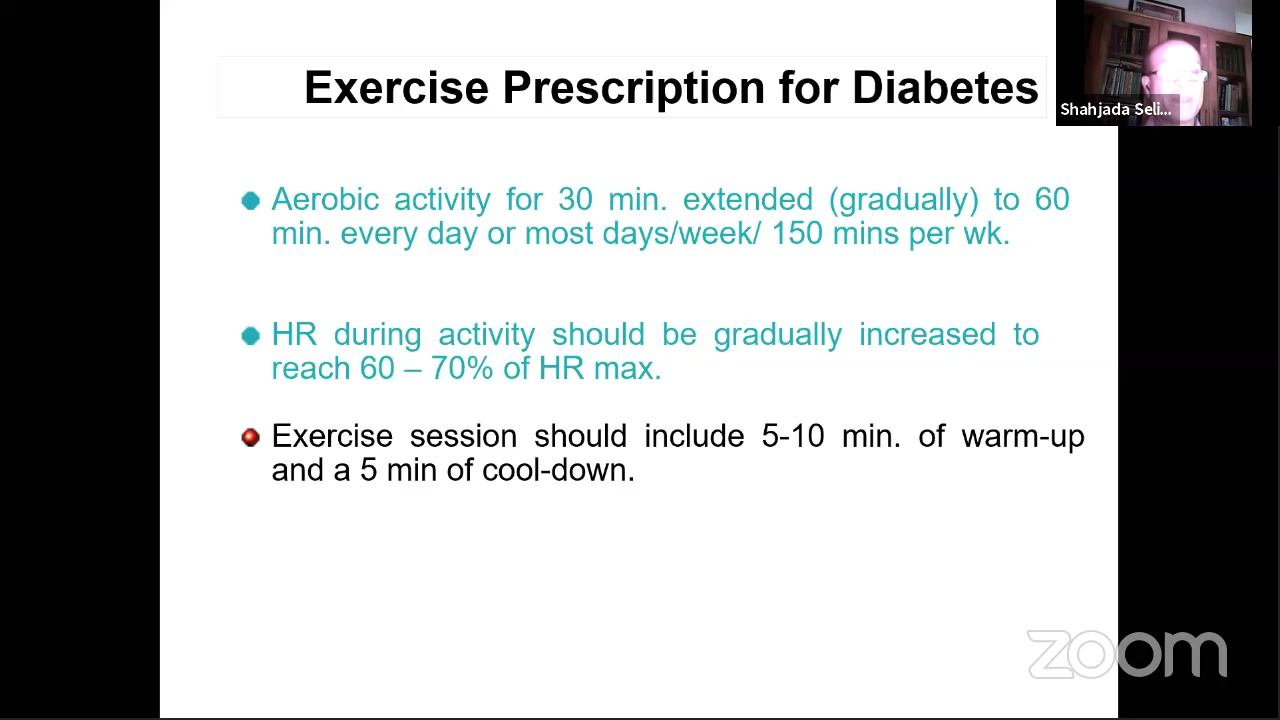 Exercise Prescription for Diabetes
Shahjada Seli...
Aerobic activity for 30 min. extended (gradually) to 60
min. every day or most days/week/ 150 mins per wk.
HR during activity should be gradually increased to
reach 60 – 70% of HR max.
Exercise session should include 5-10 min. of warm-up
and a 5 min of cool-down.
zoom